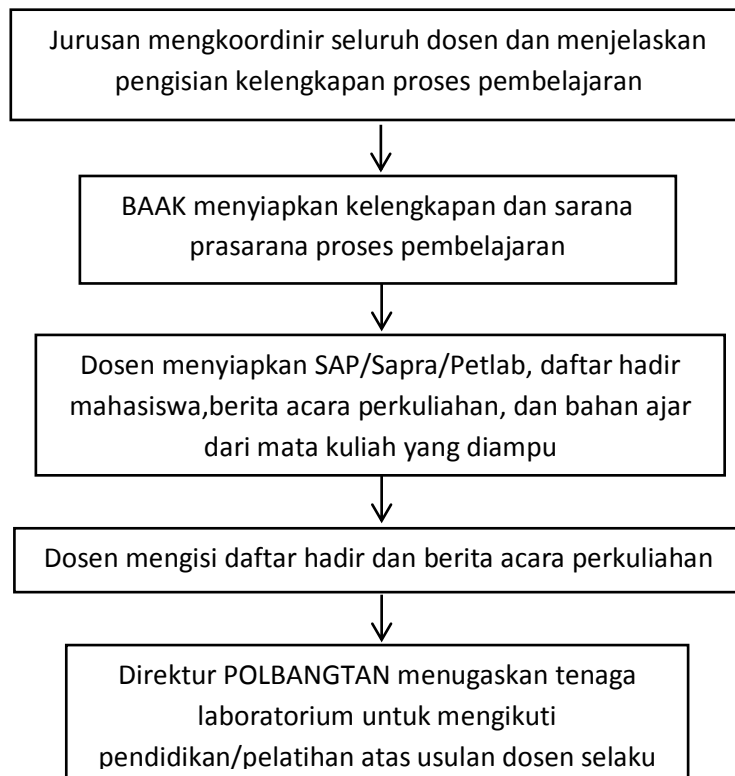 Jurusan mengkoordinir seluruh dosen dan menjelaskan
pengisian kelengkapan proses pembelajaran
BAAK menyiapkan kelengkapan dan sarana
prasarana proses pembelajaran
Dosen menyiapkan SAP/Sapra/Petlab, daftar hadir
mahasiswa,berita acara perkuliahan, dan bahan ajar
dari mata kuliah yang diampu
Dosen mengisi daftar hadir dan berita acara perkuliahan
Direktur POLBANGTAN menugaskan tenaga
laboratorium untuk mengikuti
pendidikan/pelatihan atas usulan dosen selaku